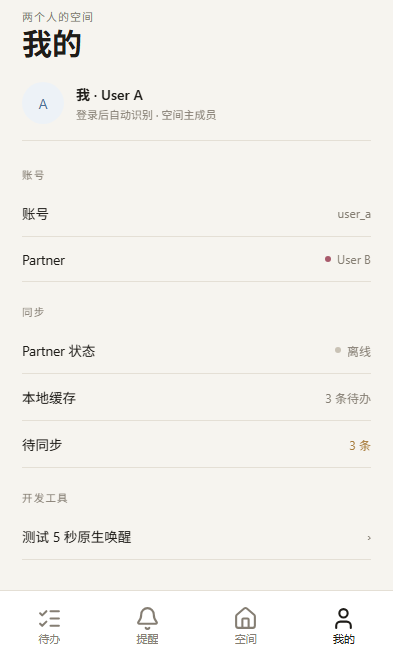 两个人的空间
我的
A
我 · User A
登录后自动识别 · 空间主成员
账号
账号
user_a
Partner
User B
同步
Partner 状态
离线
本地缓存
3 条待办
待同步
3 条
开发工具
测试 5 秒原生唤醒
›
待办
提醒
空间
我的